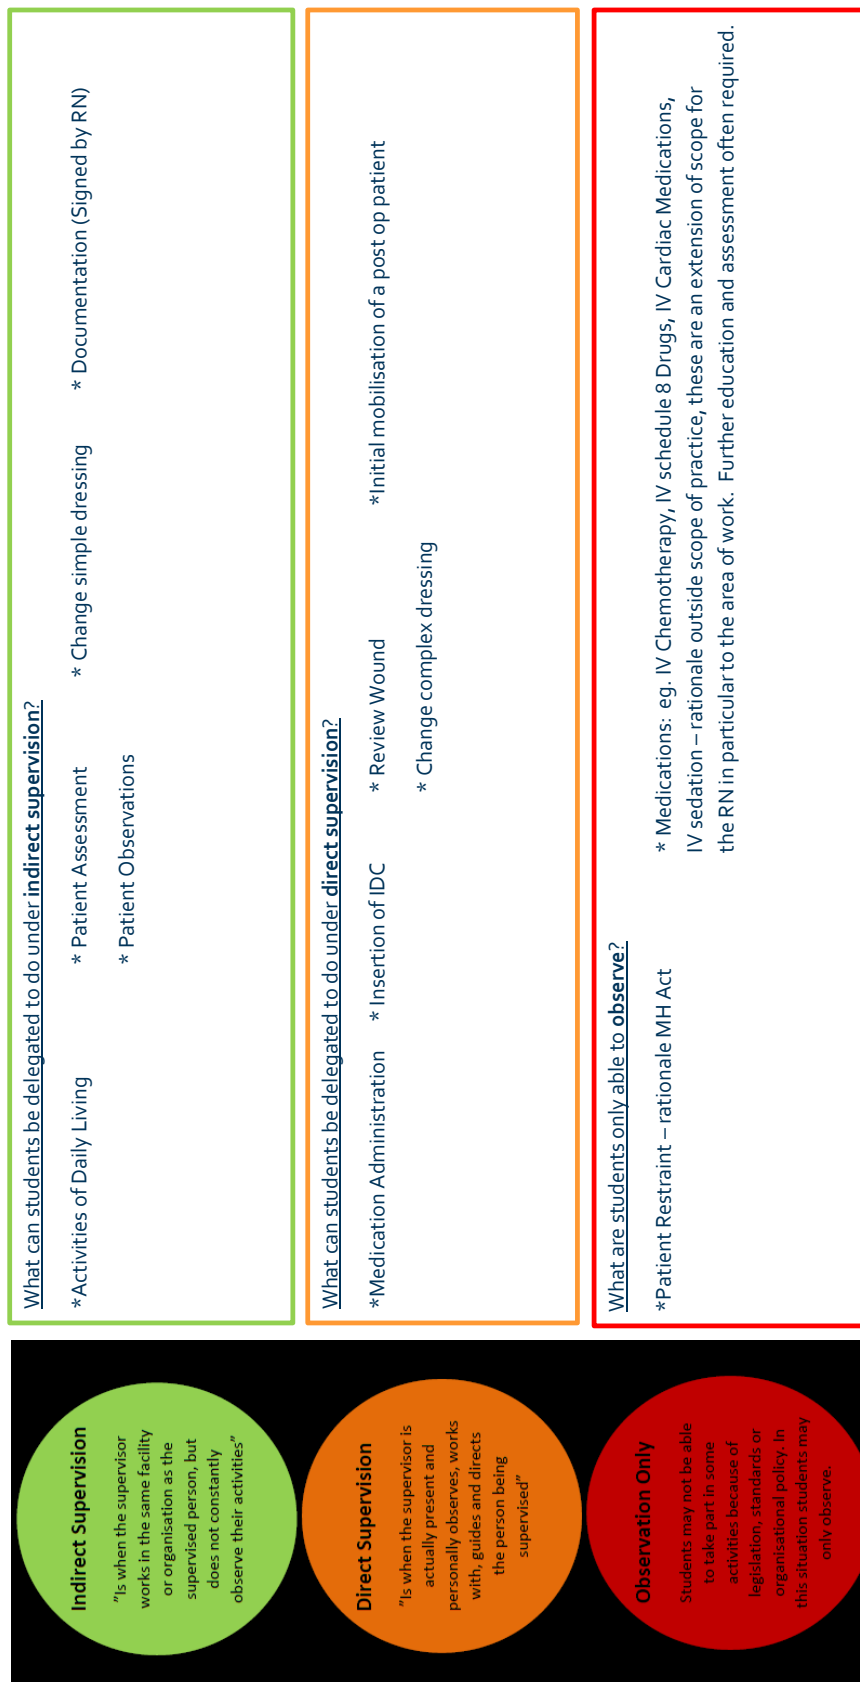 Indirect Supervision
"Is when the supervisor
works in the same facility
or organisation as the
supervised person, but
does not constantly
observe their activities"
What can students be delegated to do under indirect supervision?
*Activities of Daily Living
* Patient Assessment
* Change simple dressing
* Documentation (Signed by RN)
* Patient Observations
Direct Supervision
"Is when the supervisor is
actually present and
personally observes, works
with, guides and directs
the person being
supervised"
What can students be delegated to do under direct supervision?
*Medication Administration
* Insertion of IDC
* Review Wound
*Initial mobilisation of a post op patient
* Change complex dressing
Observation Only
Students may not be able
to take part in some
activities because of
legislation, standards or
organisational policy. In
this situation students may
only observe.
What are students only able to observe?
*Patient Restraint – rationale MH Act
* Medications: eg. IV Chemotherapy, IV schedule 8 Drugs, IV Cardiac Medications,
IV sedation – rationale outside scope of practice, these are an extension of scope for
the RN in particular to the area of work. Further education and assessment often required.